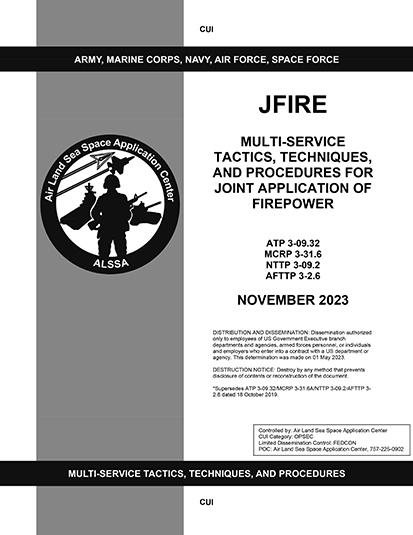 CUI
ARMY, MARINE CORPS, NAVY, AIR FORCE, SPACE FORCE
JFIRE
MULTI-SERVICE
TACTICS, TECHNIQUES,
AND PROCEDURES FOR
JOINT APPLICATION OF
FIREPOWER
Air Land Sea Space Application Center
ALSSA
ATP 3-09.32
MCRP 3-31.6
NTTP 3-09.2
AFTTP 3-2.6
NOVEMBER 2023
DISTRIBUTION AND DISSEMINATION: Dissemination authorized
only to employees of US Government Executive branch
departments and agencies, armed forces personnel, or individuals
and employers who enter into a contract with a US department or
agency. This determination was made on 01 May 2023.
DESTRUCTION NOTICE: Destroy by any method that prevents
disclosure of contents or reconstruction of the document.
*Supersedes ATP 3-09.32/MCRP 3-31.6A/NTTP 3-09.2/AFTTP 3-
2.6 dated 18 October 2019.
Controlled by: Air Land Sea Space Application Center
CUI Category: OPSEC
Limited Dissemination Control: FEDCON
POC: Air Land Sea Space Application Center, 757-225-0902
MULTI-SERVICE TACTICS, TECHNIQUES, AND PROCEDURES
CUI